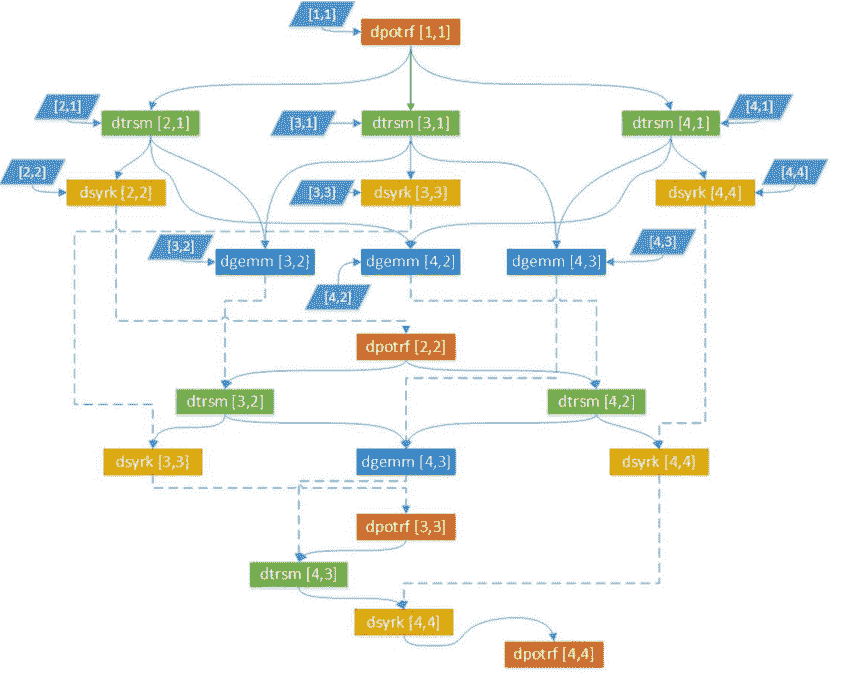 [1,1]
dpotrf [1,1]
[2,1]
dtrsm [2,1]
[3,1]
dtrsm [3,1]
dtrsm [4,1]
[4,1]
[2,2]
dsyrk [2,2}
[3,3]
dsyrk [3,3}
dsyrk [4,4}
[4,4]
[3,2]
dgemm [3,2}
dgemm [4,2}
dgemm [4,3}
[4,3]
[4,2]
dpotrf [2,2]
dtrsm [3,2]
dtrsm [4,2]
dsyrk [3,3}
dgemm [4,3}
dsyrk [4,4}
dpotrf [3,3]
dtrsm [4,3]
dsyrk [4,4}
dpotrf [4,4]